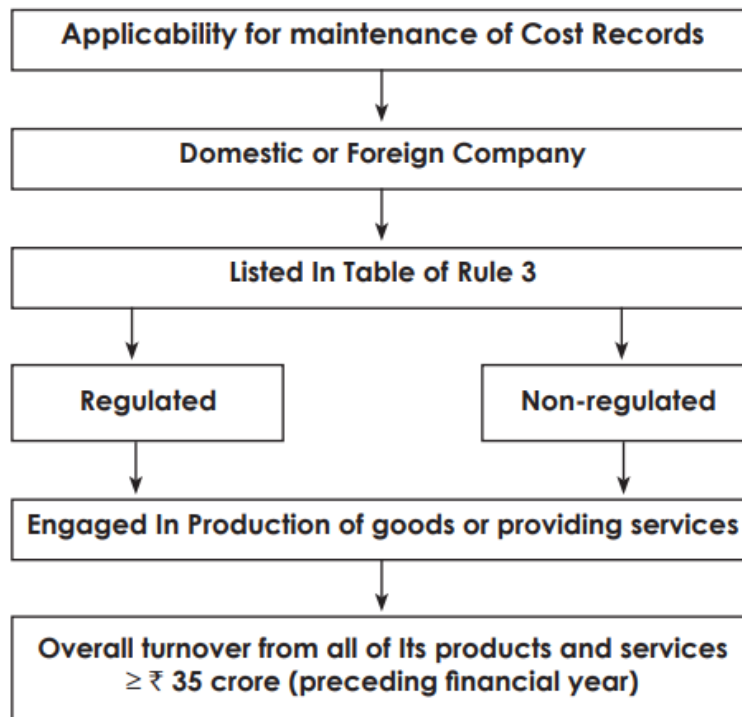 Applicability for maintenance of Cost Records
Domestic or Foreign Company
Listed In Table of Rule 3
Regulated
Non-regulated
Engaged In Production of goods or providing services
Overall turnover from all of Its products and services
≥ ₹ 35 crore (preceding financial year)